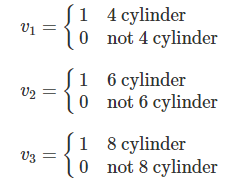 v₁ = { 1 4 cylinder
0 not 4 cylinder
v₂ = { 1 6 cylinder
0 not 6 cylinder
v₃ = { 1 8 cylinder
0 not 8 cylinder